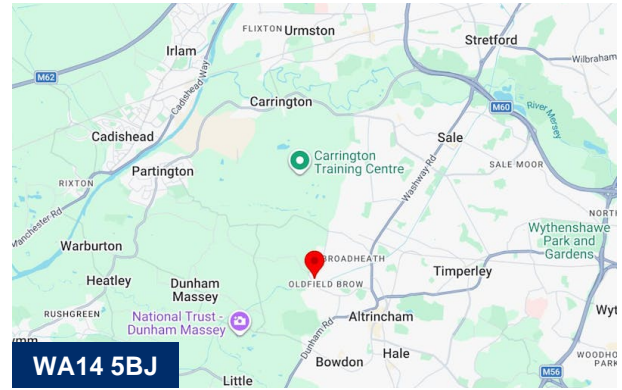 FLIXTON
Urmston
Stretford
Irlam
Wilbraham
M62
Cadishead Way
Carrington
M60
River Mersey
Cadishead
Sale
Carrington
Training Centre
Partington
SALE MOOR
RIXTON
Washway Rd
Manchester Rd
NORTH
Wythenshawe
Park and
Gardens
Warburton
BROADHEATH
Timperley
Heatley
Dunham
Massey
OLDFIELD BROW
RUSHGREEN
National Trust -
Dunham Massey
Altrincham
Wyt
Dunham Rd
ymm
Hale
WOODHO
PARK
Bowdon
M56
WA14 5BJ
Little